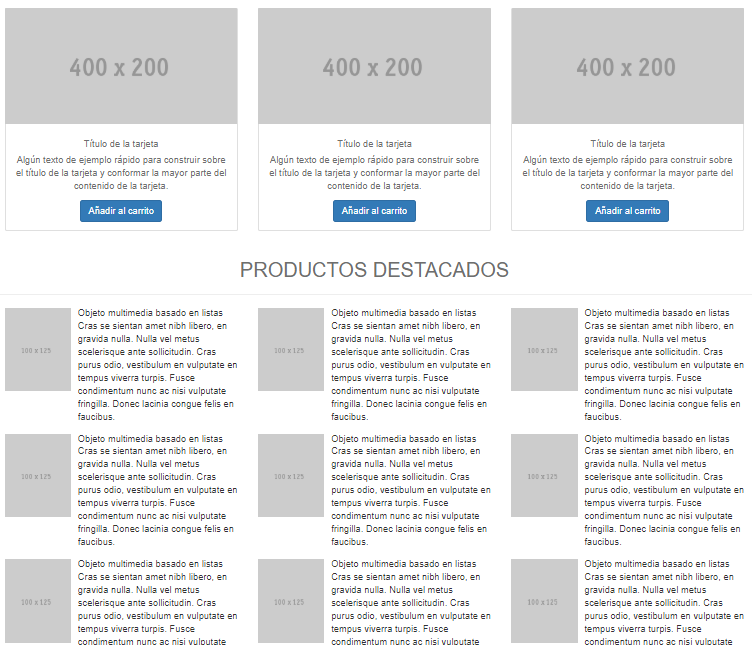 400 x 200
400 x 200
400 x 200
Título de la tarjeta
Algún texto de ejemplo rápido para construir sobre
el título de la tarjeta y conformar la mayor parte del
contenido de la tarjeta.
Añadir al carrito
Título de la tarjeta
Algún texto de ejemplo rápido para construir sobre
el título de la tarjeta y conformar la mayor parte del
contenido de la tarjeta.
Añadir al carrito
Título de la tarjeta
Algún texto de ejemplo rápido para construir sobre
el título de la tarjeta y conformar la mayor parte del
contenido de la tarjeta.
Añadir al carrito
PRODUCTOS DESTACADOS
100 x 125
Objeto multimedia basado en listas
Cras se sientan amet nibh libero, en
gravida nulla. Nulla vel metus
scelerisque ante sollicitudin. Cras
purus odio, vestibulum en vulputate en
tempus viverra turpis. Fusce
condimentum nunc ac nisi vulputate
fringilla. Donec lacinia congue felis en
faucibus.
100 x 125
Objeto multimedia basado en listas
Cras se sientan amet nibh libero, en
gravida nulla. Nulla vel metus
scelerisque ante sollicitudin. Cras
purus odio, vestibulum en vulputate en
tempus viverra turpis. Fusce
condimentum nunc ac nisi vulputate
fringilla. Donec lacinia congue felis en
faucibus.
100 x 125
Objeto multimedia basado en listas
Cras se sientan amet nibh libero, en
gravida nulla. Nulla vel metus
scelerisque ante sollicitudin. Cras
purus odio, vestibulum en vulputate en
tempus viverra turpis. Fusce
condimentum nunc ac nisi vulputate
fringilla. Donec lacinia congue felis en
faucibus.
100 x 125
Objeto multimedia basado en listas
Cras se sientan amet nibh libero, en
gravida nulla. Nulla vel metus
scelerisque ante sollicitudin. Cras
purus odio, vestibulum en vulputate en
tempus viverra turpis. Fusce
condimentum nunc ac nisi vulputate
fringilla. Donec lacinia congue felis en
faucibus.
100 x 125
Objeto multimedia basado en listas
Cras se sientan amet nibh libero, en
gravida nulla. Nulla vel metus
scelerisque ante sollicitudin. Cras
purus odio, vestibulum en vulputate en
tempus viverra turpis. Fusce
condimentum nunc ac nisi vulputate
fringilla. Donec lacinia congue felis en
faucibus.
100 x 125
Objeto multimedia basado en listas
Cras se sientan amet nibh libero, en
gravida nulla. Nulla vel metus
scelerisque ante sollicitudin. Cras
purus odio, vestibulum en vulputate en
tempus viverra turpis. Fusce
condimentum nunc ac nisi vulputate
fringilla. Donec lacinia congue felis en
faucibus.
100 x 125
Objeto multimedia basado en listas
Cras se sientan amet nibh libero, en
gravida nulla. Nulla vel metus
scelerisque ante sollicitudin. Cras
purus odio, vestibulum en vulputate en
tempus viverra turpis. Fusce
condimentum nunc ac nisi vulputate
100 x 125
Objeto multimedia basado en listas
Cras se sientan amet nibh libero, en
gravida nulla. Nulla vel metus
scelerisque ante sollicitudin. Cras
purus odio, vestibulum en vulputate en
tempus viverra turpis. Fusce
condimentum nunc ac nisi vulputate
100 x 125
Objeto multimedia basado en listas
Cras se sientan amet nibh libero, en
gravida nulla. Nulla vel metus
scelerisque ante sollicitudin. Cras
purus odio, vestibulum en vulputate en
tempus viverra turpis. Fusce
condimentum nunc ac nisi vulputate